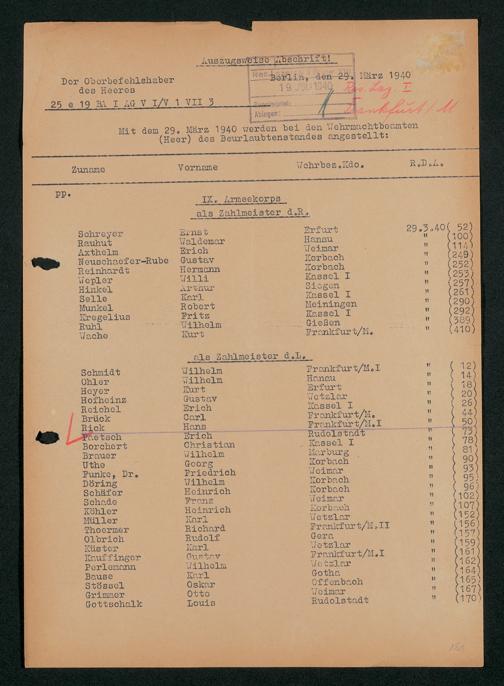 Auszugsweise Abschrift!
Der Oberbefehlshaber
des Heeres
Berlin, den 29. März 1940
25 e 19 BA I AG V I/V 1 VII 3
19
1940
Res. Laz. I
Frankfurt/M
Mit dem 29. März 1940 werden bei den Wehrmachtbeamten
(Heer) des Beurlaubtenstandes angestellt:
Zuname Vorname Wehrbez.Kdo. R.D.A.
pp.
IX. Armeekorps
als Zahlmeister d.R.
Schreyer Ernst Erfurt 29.3.40( 52)
Rauhut Waldemar Hanau " (100)
Axthelm Erich Weimar " (114)
Neuschaefer-Rube Gustav Korbach " (249)
Reinhardt Hermann Korbach " (252)
Wepler Willi Kassel I " (253)
Hinkel Arthur Siegen " (257)
Selle Karl Kassel I " (261)
Munkel Robert Meiningen " (290)
Kregelius Fritz Kassel I " (292)
Ruhl Wilhelm Gießen " (389)
Wache Kurt Frankfurt/M. " (410)
als Zahlmeister d.L.
Schmidt Wilhelm Frankfurt/M.I " ( 12)
Ohler Wilhelm Hanau " ( 14)
Heyer Kurt Erfurt " ( 18)
Hofheinz Gustav Wetzlar " ( 20)
Reichel Erich Kassel I " ( 26)
Brück Carl Frankfurt/M. " ( 44)
Rick Hans Frankfurt/M.I " ( 50)
Paetsch Erich Rudolstadt " ( 73)
Borchert Christian Kassel I " ( 78)
Brauer Wilhelm Marburg " ( 81)
Uthe Georg Korbach " ( 90)
Funke, Dr. Friedrich Weimar " ( 93)
Döring Wilhelm Korbach " ( 95)
Schäfer Heinrich Korbach " ( 96)
Schade Franz Weimar " (102)
Köhler Heinrich Korbach " (107)
Müller Karl Wetzlar " (152)
Thoermer Richard Frankfurt/M.II " (156)
Olbrich Rudolf Gera " (157)
Küster Karl Wetzlar " (159)
Kauffinger Gustav Frankfurt/M.I " (161)
Perlemann Wilhelm Wetzlar " (162)
Bause Karl Gotha " (164)
Stössel Oskar Offenbach " (165)
Grimmer Otto Weimar " (167)
Gottschalk Louis Rudolstadt " (170)